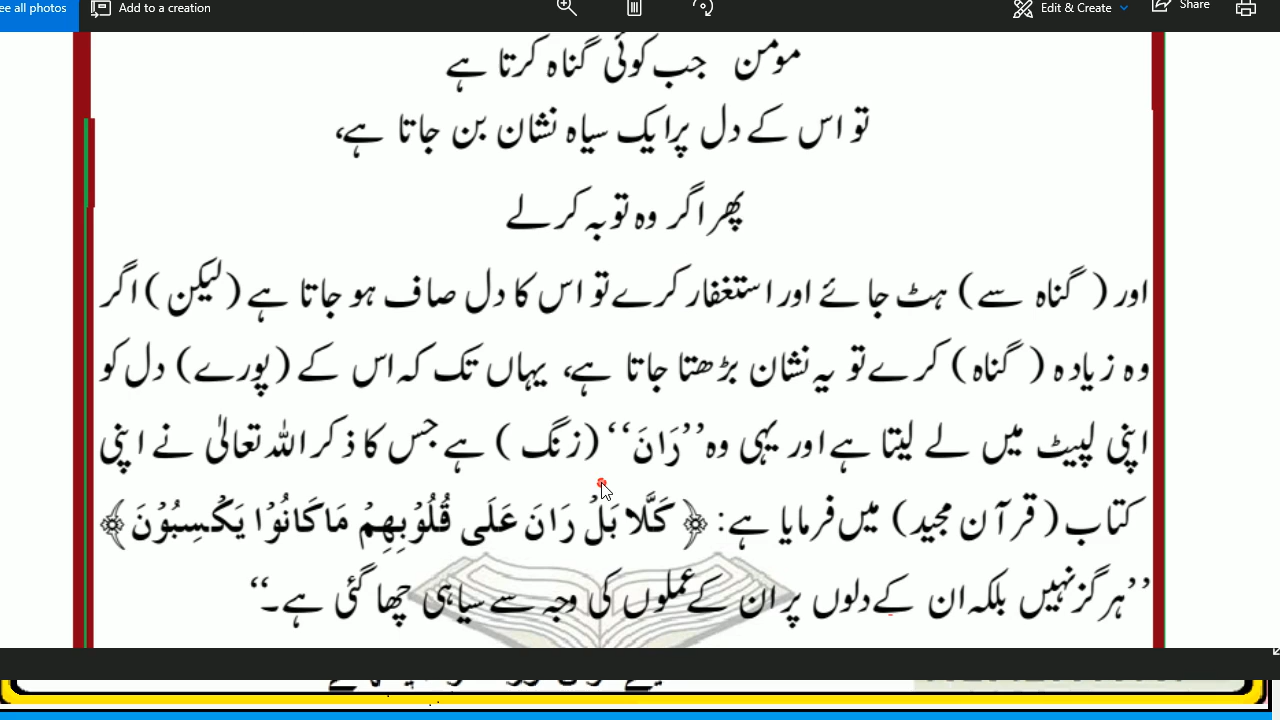 see all photos Add to a creation Edit & Create Share
مومن جب کوئی گناہ کرتا ہے
تو اس کے دل پر ایک سیاہ نشان بن جاتا ہے،
پھر اگر وہ توبہ کر لے
اور ( گناہ سے ) ہٹ جائے اور استغفار کرے تو اس کا دل صاف ہو جاتا ہے (لیکن ) اگر
وہ زیادہ ( گناہ) کرے تو یہ نشان بڑھتا جاتا ہے، یہاں تک کہ اس کے (پورے) دل کو
اپنی لپیٹ میں لے لیتا ہے اور یہی وہ ’’رَانَ‘‘ (زنگ ) ہے جس کا ذکر اللہ تعالیٰ نے اپنی
کتاب ( قرآن مجید) میں فرمایا ہے: ﴿ كَلَّا بَلْ رَانَ عَلَى قُلُوْبِهِمْ مَا كَانُوْا يَكْسِبُوْنَ ﴾
’’ہرگز نہیں بلکہ ان کے دلوں پر ان کے عملوں کی وجہ سے سیاہی چھا گئی ہے۔‘‘